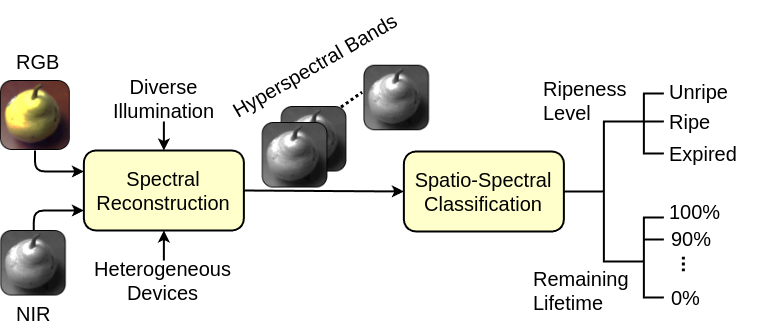 RGB
Diverse
Illumination
Hyperspectral Bands
Spectral
Reconstruction
Heterogeneous
Devices
NIR
Spatio-Spectral
Classification
Ripeness
Level
Unripe
Ripe
Expired
Remaining
Lifetime
100%
90%
⋮
0%